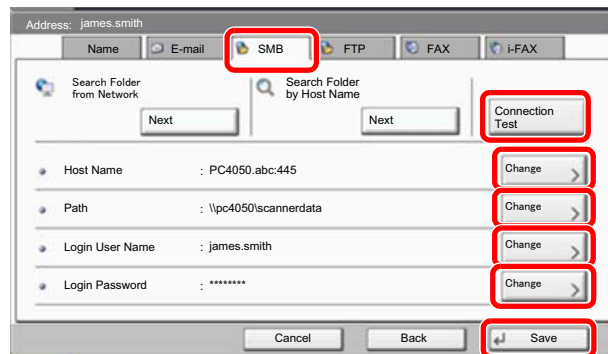 Address: james.smith
Name E-mail SMB FTP FAX i-FAX
Search Folder
from Network
Next
Search Folder
by Host Name
Next
Connection
Test
Host Name : PC4050.abc:445 Change
Path : \\pc4050\scannerdata Change
Login User Name : james.smith Change
Login Password : ******** Change
Cancel Back Save